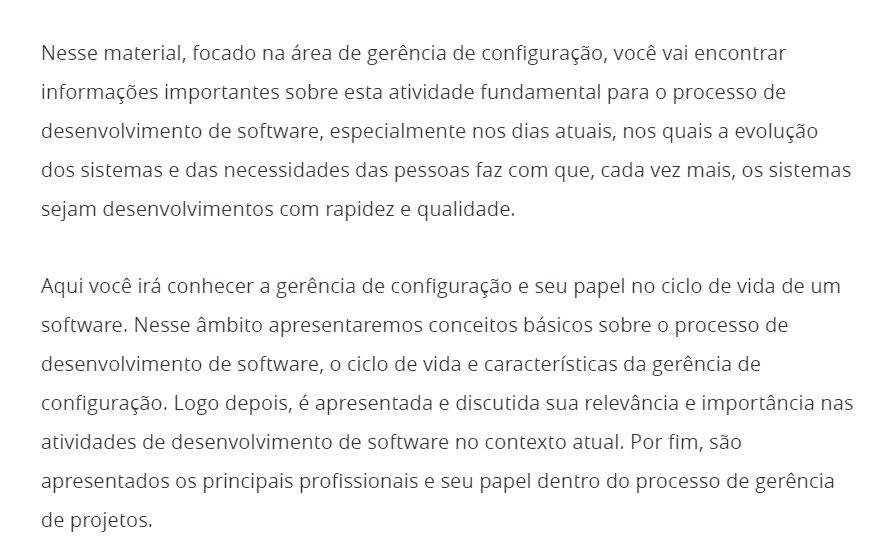 Nesse material, focado na área de gerência de configuração, você vai encontrar
informações importantes sobre esta atividade fundamental para o processo de
desenvolvimento de software, especialmente nos dias atuais, nos quais a evolução
dos sistemas e das necessidades das pessoas faz com que, cada vez mais, os sistemas
sejam desenvolvimentos com rapidez e qualidade.
Aqui você irá conhecer a gerência de configuração e seu papel no ciclo de vida de um
software. Nesse âmbito apresentaremos conceitos básicos sobre o processo de
desenvolvimento de software, o ciclo de vida e características da gerência de
configuração. Logo depois, é apresentada e discutida sua relevância e importância nas
atividades de desenvolvimento de software no contexto atual. Por fim, são
apresentados os principais profissionais e seu papel dentro do processo de gerência
de projetos.